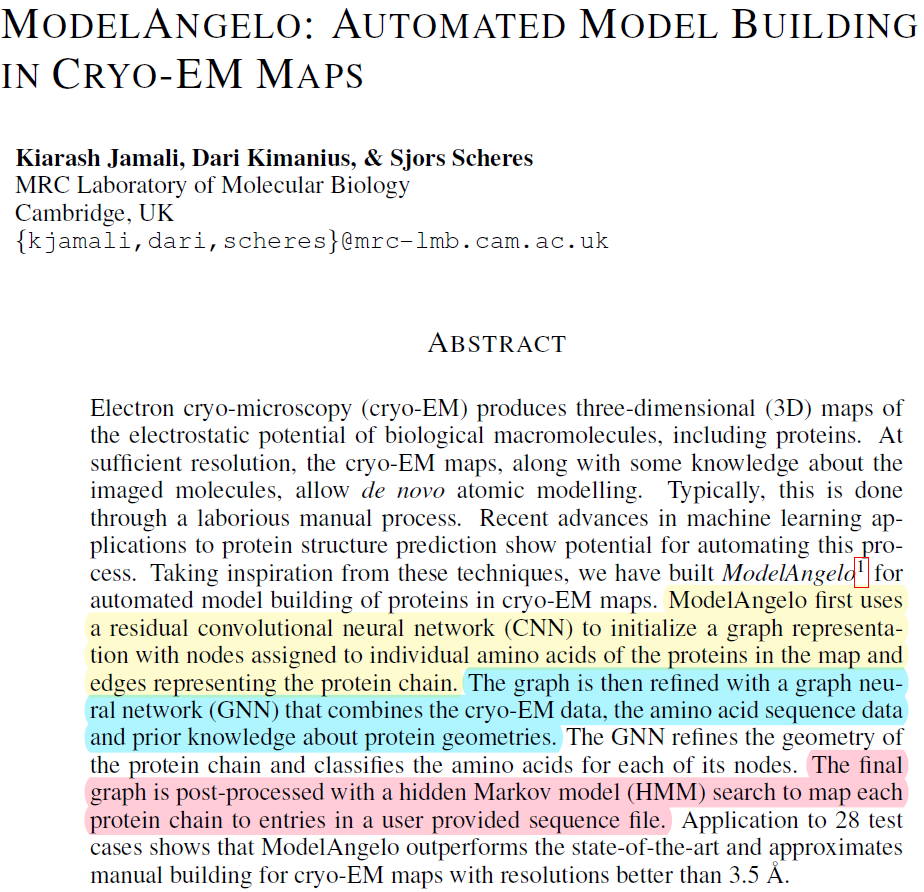 MODELANGELO: AUTOMATED MODEL BUILDING
IN CRYO-EM MAPS
Kiarash Jamali, Dari Kimanius, & Sjors Scheres
MRC Laboratory of Molecular Biology
Cambridge, UK
{kjamali,dari,scheres}@mrc-lmb.cam.ac.uk
ABSTRACT
Electron cryo-microscopy (cryo-EM) produces three-dimensional (3D) maps of
the electrostatic potential of biological macromolecules, including proteins. At
sufficient resolution, the cryo-EM maps, along with some knowledge about the
imaged molecules, allow de novo atomic modelling. Typically, this is done
through a laborious manual process. Recent advances in machine learning ap-
plications to protein structure prediction show potential for automating this pro-
cess. Taking inspiration from these techniques, we have built ModelAngelo1 for
automated model building of proteins in cryo-EM maps. ModelAngelo first uses
a residual convolutional neural network (CNN) to initialize a graph representa-
tion with nodes assigned to individual amino acids of the proteins in the map and
edges representing the protein chain. The graph is then refined with a graph neu-
ral network (GNN) that combines the cryo-EM data, the amino acid sequence data
and prior knowledge about protein geometries. The GNN refines the geometry of
the protein chain and classifies the amino acids for each of its nodes. The final
graph is post-processed with a hidden Markov model (HMM) search to map each
protein chain to entries in a user provided sequence file. Application to 28 test
cases shows that ModelAngelo outperforms the state-of-the-art and approximates
manual building for cryo-EM maps with resolutions better than 3.5 Å.